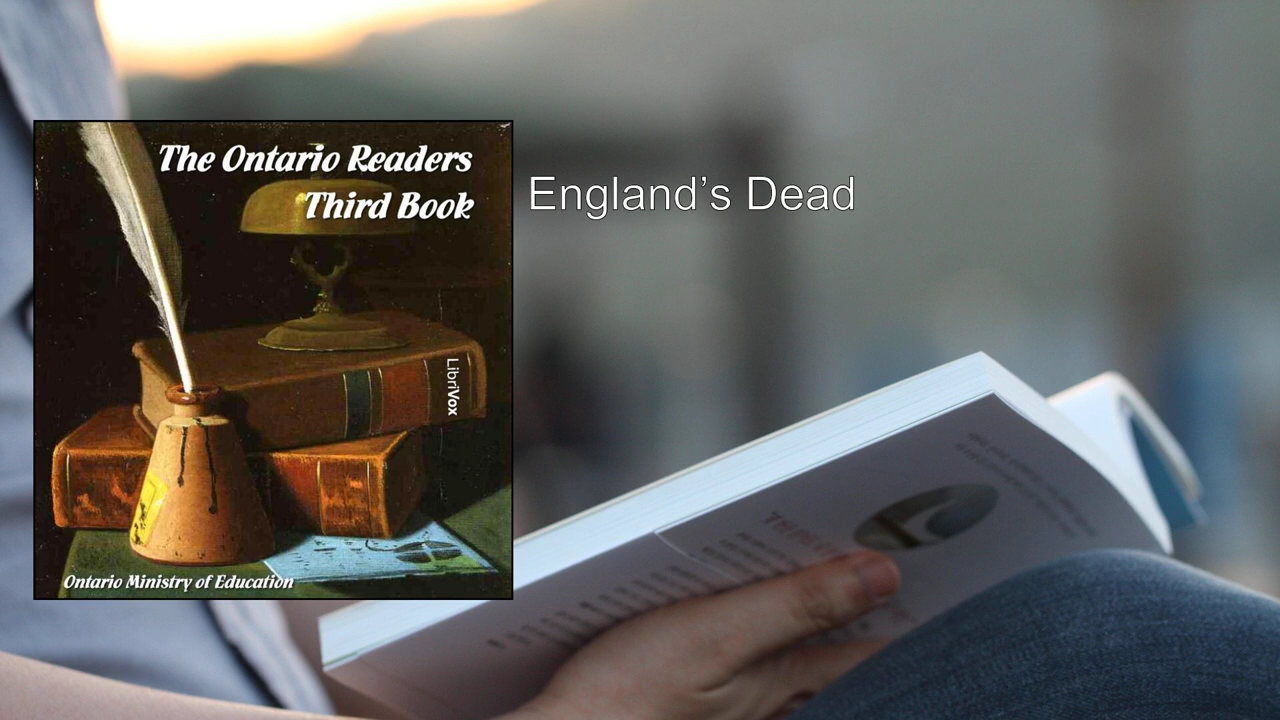 The Ontario Readers
Third Book
England's Dead
LibriVox
Ontario Ministry of Education